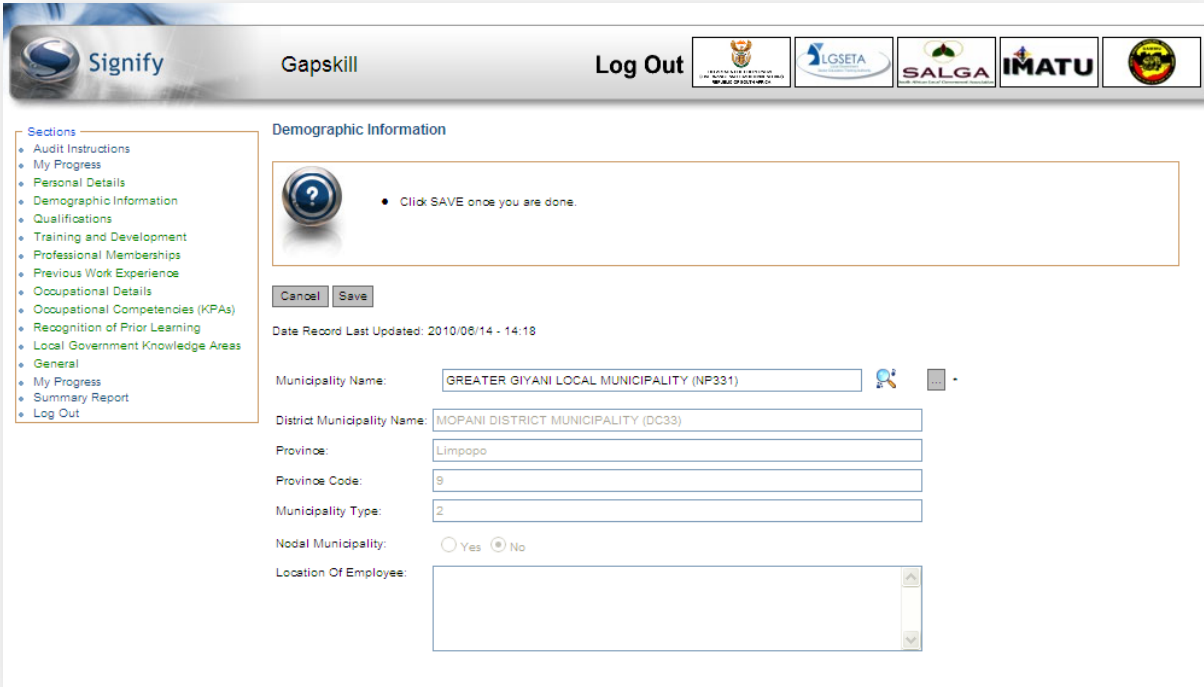 Signify
Gapskill
Log Out
LGSETA
SALGA
IMATU
Sections
Audit Instructions
My Progress
Personal Details
Demographic Information
Qualifications
Training and Development
Professional Memberships
Previous Work Experience
Occupational Details
Occupational Competencies (KPAs)
Recognition of Prior Learning
Local Government Knowledge Areas
General
My Progress
Summary Report
Log Out
Demographic Information
Click SAVE once you are done.
Cancel Save
Date Record Last Updated: 2010/06/14 - 14:18
Municipality Name: GREATER GIYANI LOCAL MUNICIPALITY (NP331) ...
District Municipality Name: MOPANI DISTRICT MUNICIPALITY (DC33)
Province: Limpopo
Province Code: 9
Municipality Type: 2
Nodal Municipality: Yes No
Location Of Employee: